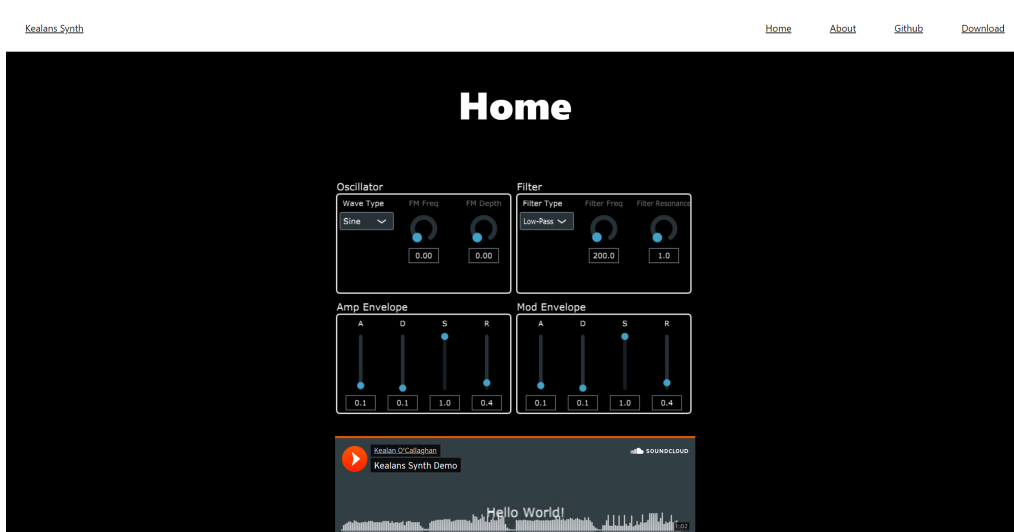 Kealans Synth Home About Github Download
Home
Oscillator
Wave Type FM Freq FM Depth
Sine
0.00 0.00
Filter
Filter Type Filter Freq Filter Resonance
Low-Pass
200.0 1.0
Amp Envelope
A D S R
0.1 0.1 1.0 0.4
Mod Envelope
A D S R
0.1 0.1 1.0 0.4
Kealan O'Callaghan
SOUNDCLOUD
Kealans Synth Demo
Hello World!
1:02